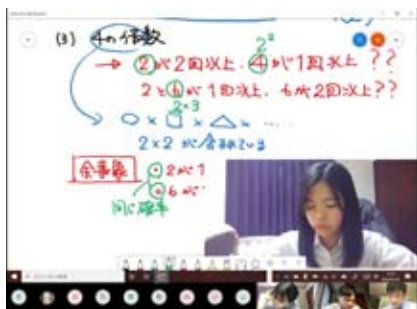 (3) 4の倍数
2²
→ 2が2回以上、4が1回以上??
2と6が1回以上、6が2回以上??
2×3
○×□×△×……
2×2が含まれている
余事象
・2が1
・6が
同じ確率